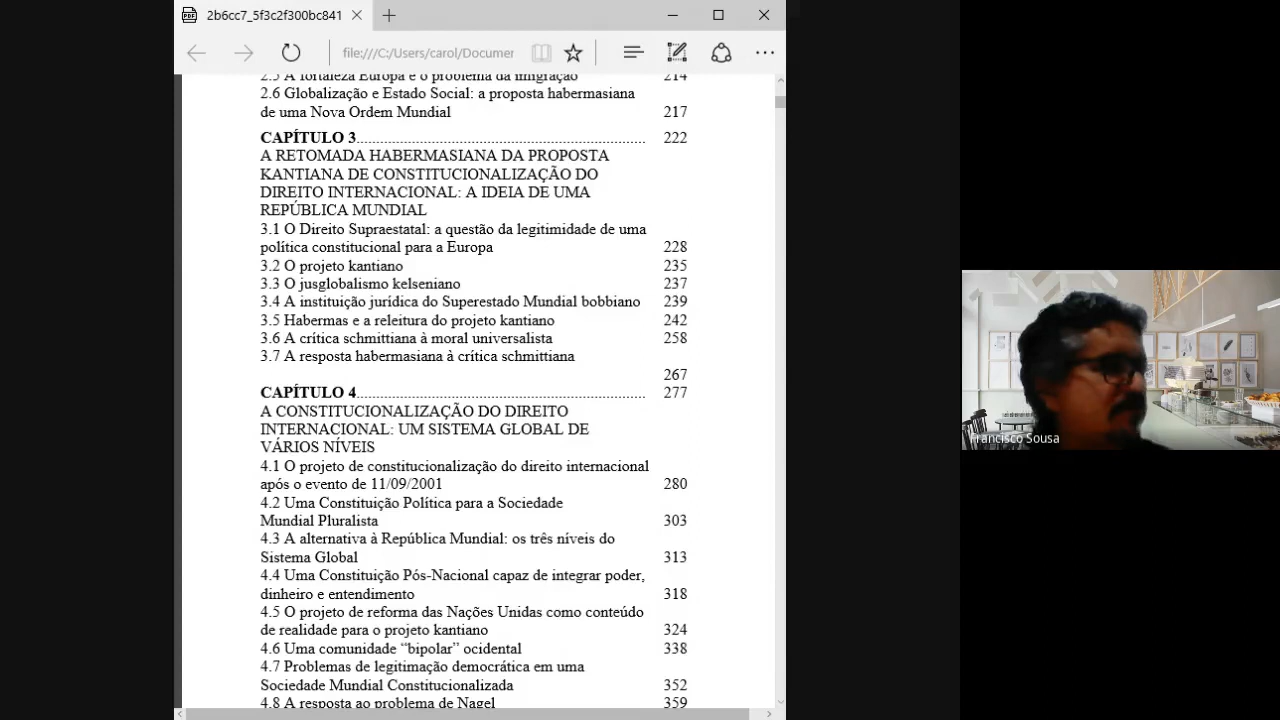 2b6cc7_5f3c2f300bc841
file:///C:/Users/carol/Documer
2.5 A fortaleza Europa e o problema da imigração 214
2.6 Globalização e Estado Social: a proposta habermasiana
de uma Nova Ordem Mundial 217
CAPÍTULO 3................................................................ 222
A RETOMADA HABERMASIANA DA PROPOSTA
KANTIANA DE CONSTITUCIONALIZAÇÃO DO
DIREITO INTERNACIONAL: A IDEIA DE UMA
REPÚBLICA MUNDIAL
3.1 O Direito Supraestatal: a questão da legitimidade de uma
política constitucional para a Europa 228
3.2 O projeto kantiano 235
3.3 O jusglobalismo kelseniano 237
3.4 A instituição jurídica do Superestado Mundial bobbiano 239
3.5 Habermas e a releitura do projeto kantiano 242
3.6 A crítica schmittiana à moral universalista 258
3.7 A resposta habermasiana à crítica schmittiana
267
CAPÍTULO 4................................................................ 277
A CONSTITUCIONALIZAÇÃO DO DIREITO
INTERNACIONAL: UM SISTEMA GLOBAL DE
VÁRIOS NÍVEIS
4.1 O projeto de constitucionalização do direito internacional
após o evento de 11/09/2001 280
4.2 Uma Constituição Política para a Sociedade
Mundial Pluralista 303
4.3 A alternativa à República Mundial: os três níveis do
Sistema Global 313
4.4 Uma Constituição Pós-Nacional capaz de integrar poder,
dinheiro e entendimento 318
4.5 O projeto de reforma das Nações Unidas como conteúdo
de realidade para o projeto kantiano 324
4.6 Uma comunidade “bipolar” ocidental 338
4.7 Problemas de legitimação democrática em uma
Sociedade Mundial Constitucionalizada 352
4.8 A resposta ao problema de Nagel 359
Francisco Sousa